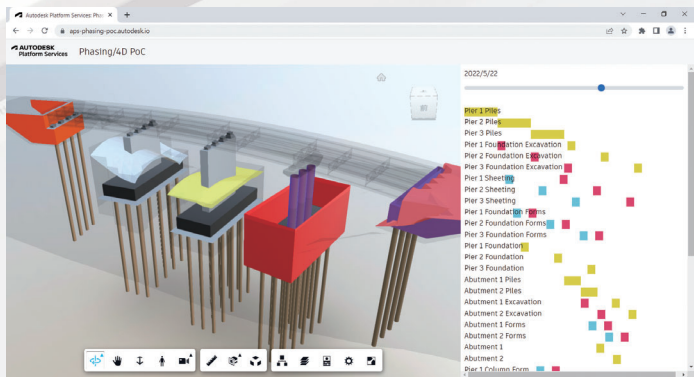 Autodesk Platform Services: Pha
aps-phasing-poc.autodesk.io
AUTODESK
Platform Services
Phasing/4D PoC
2022/5/22
Pier 1 Piles
Pier 2 Piles
Pier 3 Piles
Pier 1 Foundation Excavation
Pier 2 Foundation Excavation
Pier 3 Foundation Excavation
Pier 1 Sheeting
Pier 2 Sheeting
Pier 3 Sheeting
Pier 1 Foundation Forms
Pier 2 Foundation Forms
Pier 3 Foundation Forms
Pier 1 Foundation
Pier 2 Foundation
Pier 3 Foundation
Abutment 1 Piles
Abutment 2 Piles
Abutment 1 Excavation
Abutment 2 Excavation
Abutment 1 Forms
Abutment 2 Forms
Abutment 1
Abutment 2
Pier 1 Column Form